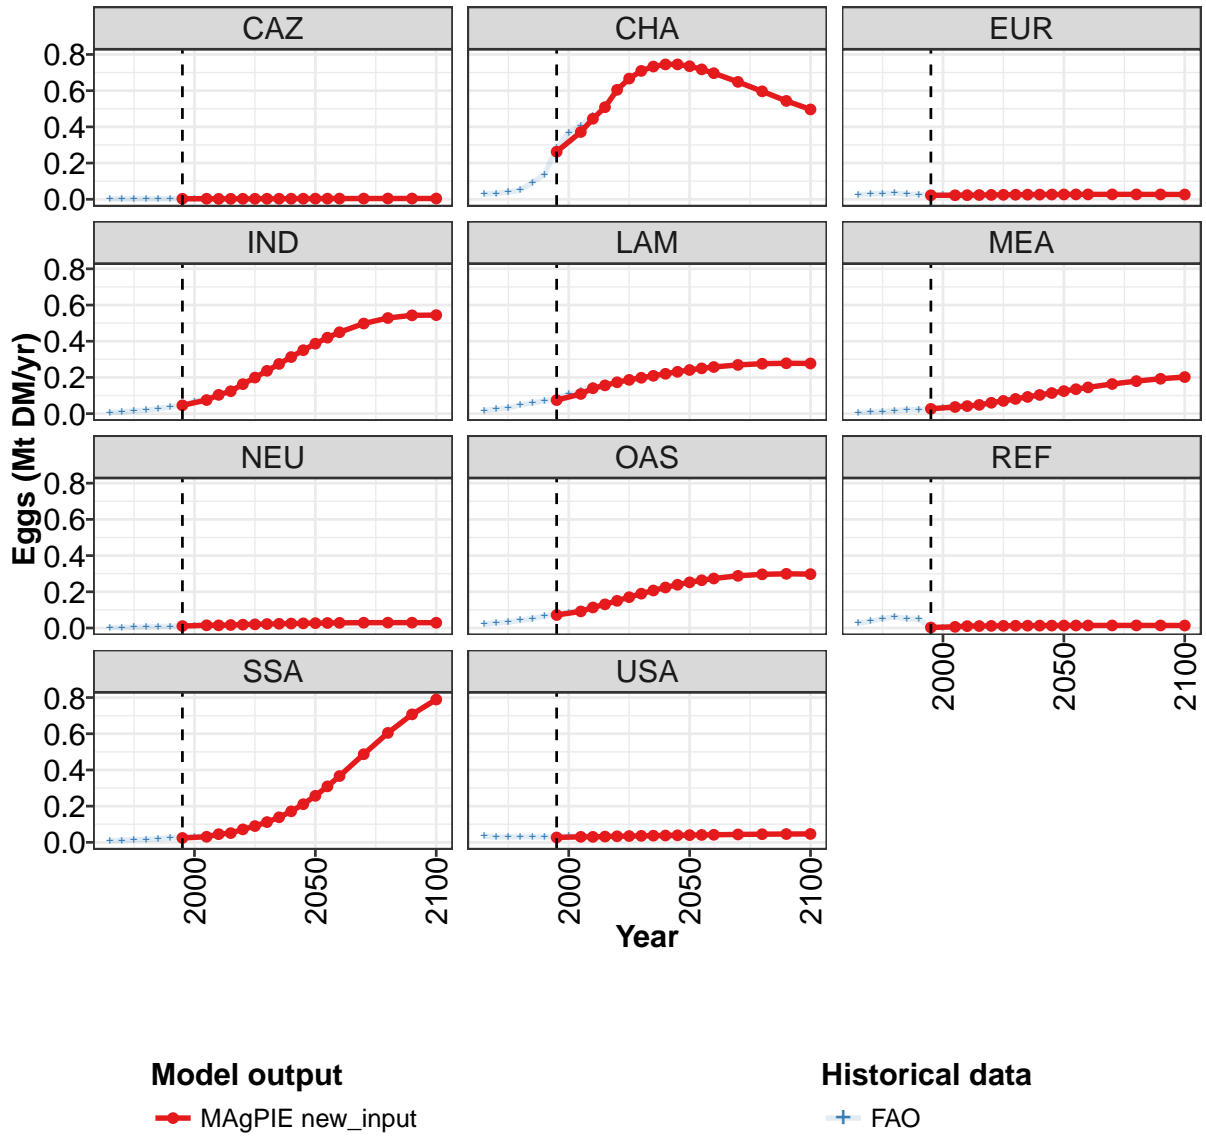 CAZ CHA EUR
0.8
0.6
0.4
0.2
0.0
IND LAM MEA
0.8
0.6
0.4
0.2
0.0
NEU OAS REF
0.8
0.6
0.4
0.2
0.0
2000 2050 2100
SSA USA
0.8
0.6
0.4
0.2
0.0
2000 2050 2100 2000 2050 2100
Eggs (Mt DM/yr)
Year
Model output Historical data
MAgPIE new_input FAO